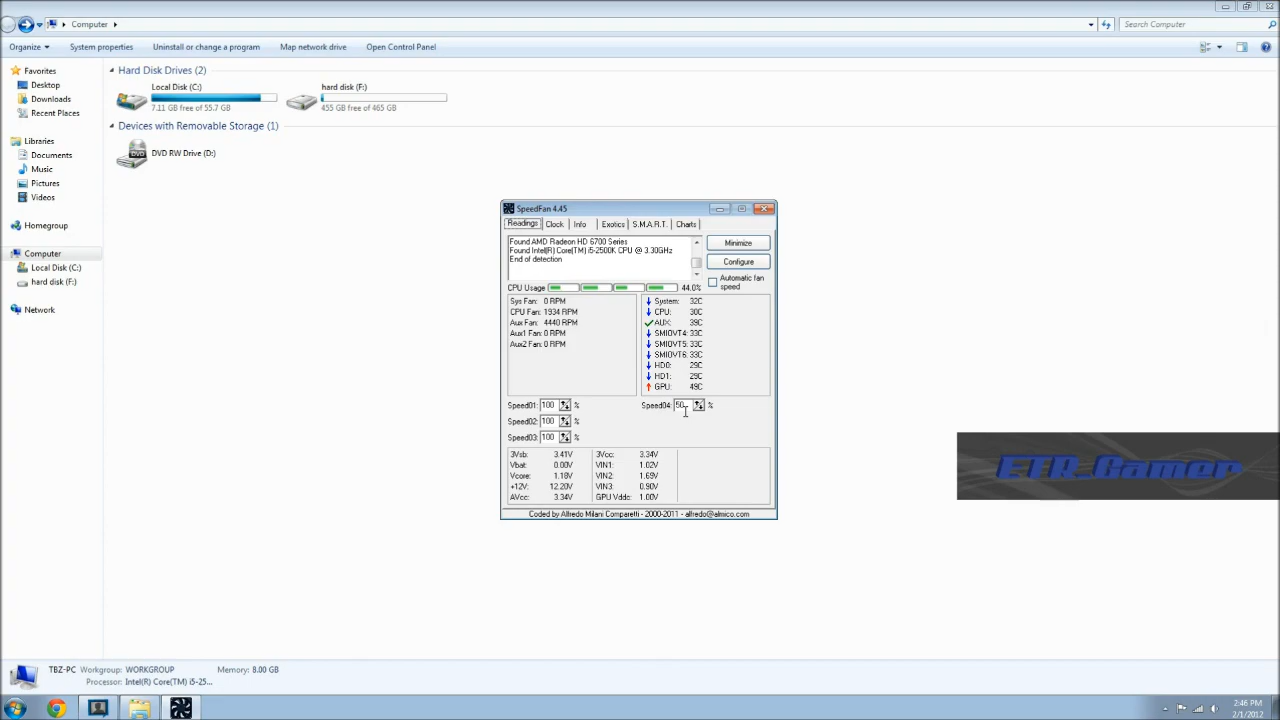 Computer
Search Computer
Organize
System properties
Uninstall or change a program
Map network drive
Open Control Panel
Favorites
Desktop
Downloads
Recent Places
Libraries
Documents
Music
Pictures
Videos
Homegroup
Computer
Local Disk (C:)
hard disk (F:)
Network
Hard Disk Drives (2)
Local Disk (C:)
7.11 GB free of 55.7 GB
hard disk (F:)
455 GB free of 465 GB
Devices with Removable Storage (1)
DVD
DVD RW Drive (D:)
SpeedFan 4.45
Readings Clock Info Exotics S.M.A.R.T. Charts
Found AMD Radeon HD 6700 Series
Found Intel(R) Core(TM) i5-2500K CPU @ 3.30GHz
End of detection
Minimize
Configure
Automatic fan
speed
CPU Usage 44.0%
Sys Fan: 0 RPM
CPU Fan: 1934 RPM
Aux Fan: 4440 RPM
Aux1 Fan: 0 RPM
Aux2 Fan: 0 RPM
System: 32C
CPU: 30C
AUX: 39C
SMIOVT4: 33C
SMIOVT5: 33C
SMIOVT6: 33C
HD0: 29C
HD1: 29C
GPU: 49C
Speed01: 100 %
Speed02: 100 %
Speed03: 100 %
Speed04: 50 %
3Vsb: 3.41V
Vbat: 0.00V
Vcore: 1.18V
+12V: 12.20V
AVcc: 3.34V
3Vcc: 3.34V
VIN1: 1.02V
VIN2: 1.69V
VIN3: 0.90V
GPU Vddc: 1.00V
Coded by Alfredo Milani Comparetti - 2000-2011 - alfredo@almico.com
ETR_Gamer
TBZ-PC Workgroup: WORKGROUP Memory: 8.00 GB
Processor: Intel(R) Core(TM) i5-25...
2:46 PM
2/1/2012